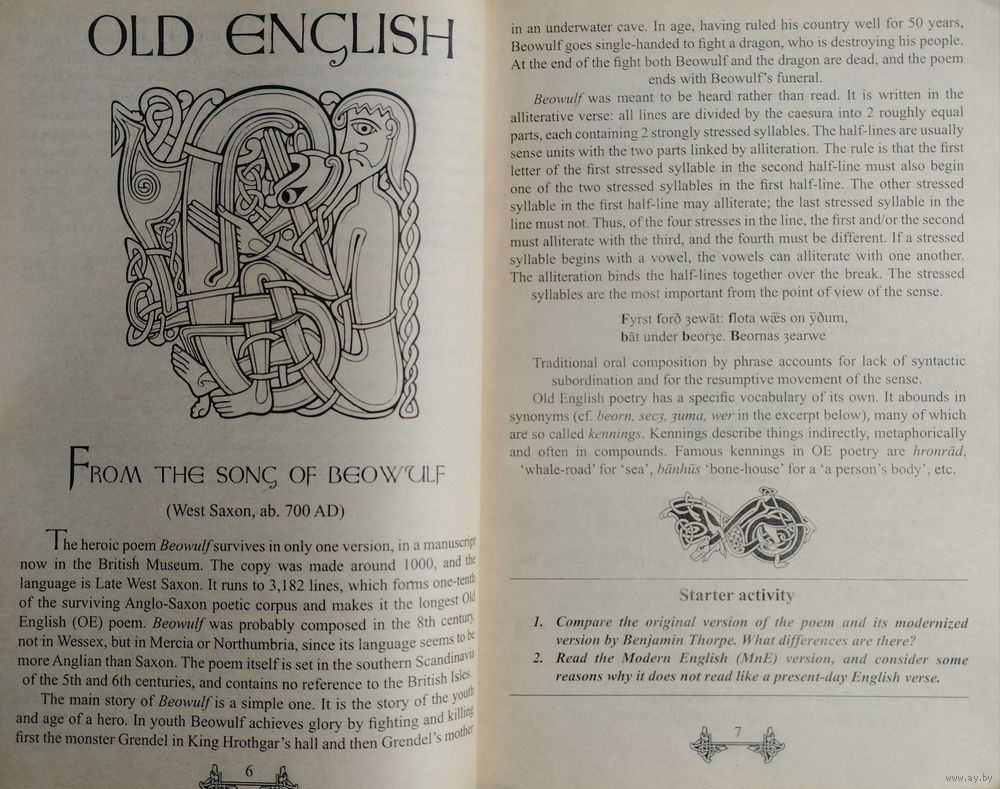 OLD ENGLISH
FROM THE SONG OF BEOWULF
(West Saxon, ab. 700 AD)
The heroic poem Beowulf survives in only one version, in a manuscript
now in the British Museum. The copy was made around 1000, and the
language is Late West Saxon. It runs to 3,182 lines, which forms one-tenth
of the surviving Anglo-Saxon poetic corpus and makes it the longest Old
English (OE) poem. Beowulf was probably composed in the 8th century,
not in Wessex, but in Mercia or Northumbria, since its language seems to be
more Anglian than Saxon. The poem itself is set in the southern Scandinavia
of the 5th and 6th centuries, and contains no reference to the British Isles.
The main story of Beowulf is a simple one. It is the story of the youth
and age of a hero. In youth Beowulf achieves glory by fighting and killing
first the monster Grendel in King Hrothgar's hall and then Grendel's mother
6
in an underwater cave. In age, having ruled his country well for 50 years,
Beowulf goes single-handed to fight a dragon, who is destroying his people.
At the end of the fight both Beowulf and the dragon are dead, and the poem
ends with Beowulf's funeral.
Beowulf was meant to be heard rather than read. It is written in the
alliterative verse: all lines are divided by the caesura into 2 roughly equal
parts, each containing 2 strongly stressed syllables. The half-lines are usually
sense units with the two parts linked by alliteration. The rule is that the first
letter of the first stressed syllable in the second half-line must also begin
one of the two stressed syllables in the first half-line. The other stressed
syllable in the first half-line may alliterate; the last stressed syllable in the
line must not. Thus, of the four stresses in the line, the first and/or the second
must alliterate with the third, and the fourth must be different. If a stressed
syllable begins with a vowel, the vowels can alliterate with one another.
The alliteration binds the half-lines together over the break. The stressed
syllables are the most important from the point of view of the sense.
Fyrst forð ʒewāt: flota wǣs on ȳðum,
bāt under beorʒe. Beornas ʒearwe
Traditional oral composition by phrase accounts for lack of syntactic
subordination and for the resumptive movement of the sense.
Old English poetry has a specific vocabulary of its own. It abounds in
synonyms (cf. beorn, secʒ, ʒuma, wer in the excerpt below), many of which
are so called kennings. Kennings describe things indirectly, metaphorically
and often in compounds. Famous kennings in OE poetry are hronrād,
'whale-road' for 'sea', bānhūs 'bone-house' for a 'a person's body', etc.
Starter activity
1. Compare the original version of the poem and its modernized
version by Benjamin Thorpe. What differences are there?
2. Read the Modern English (MnE) version, and consider some
reasons why it does not read like a present-day English verse.
7
www.ay.by